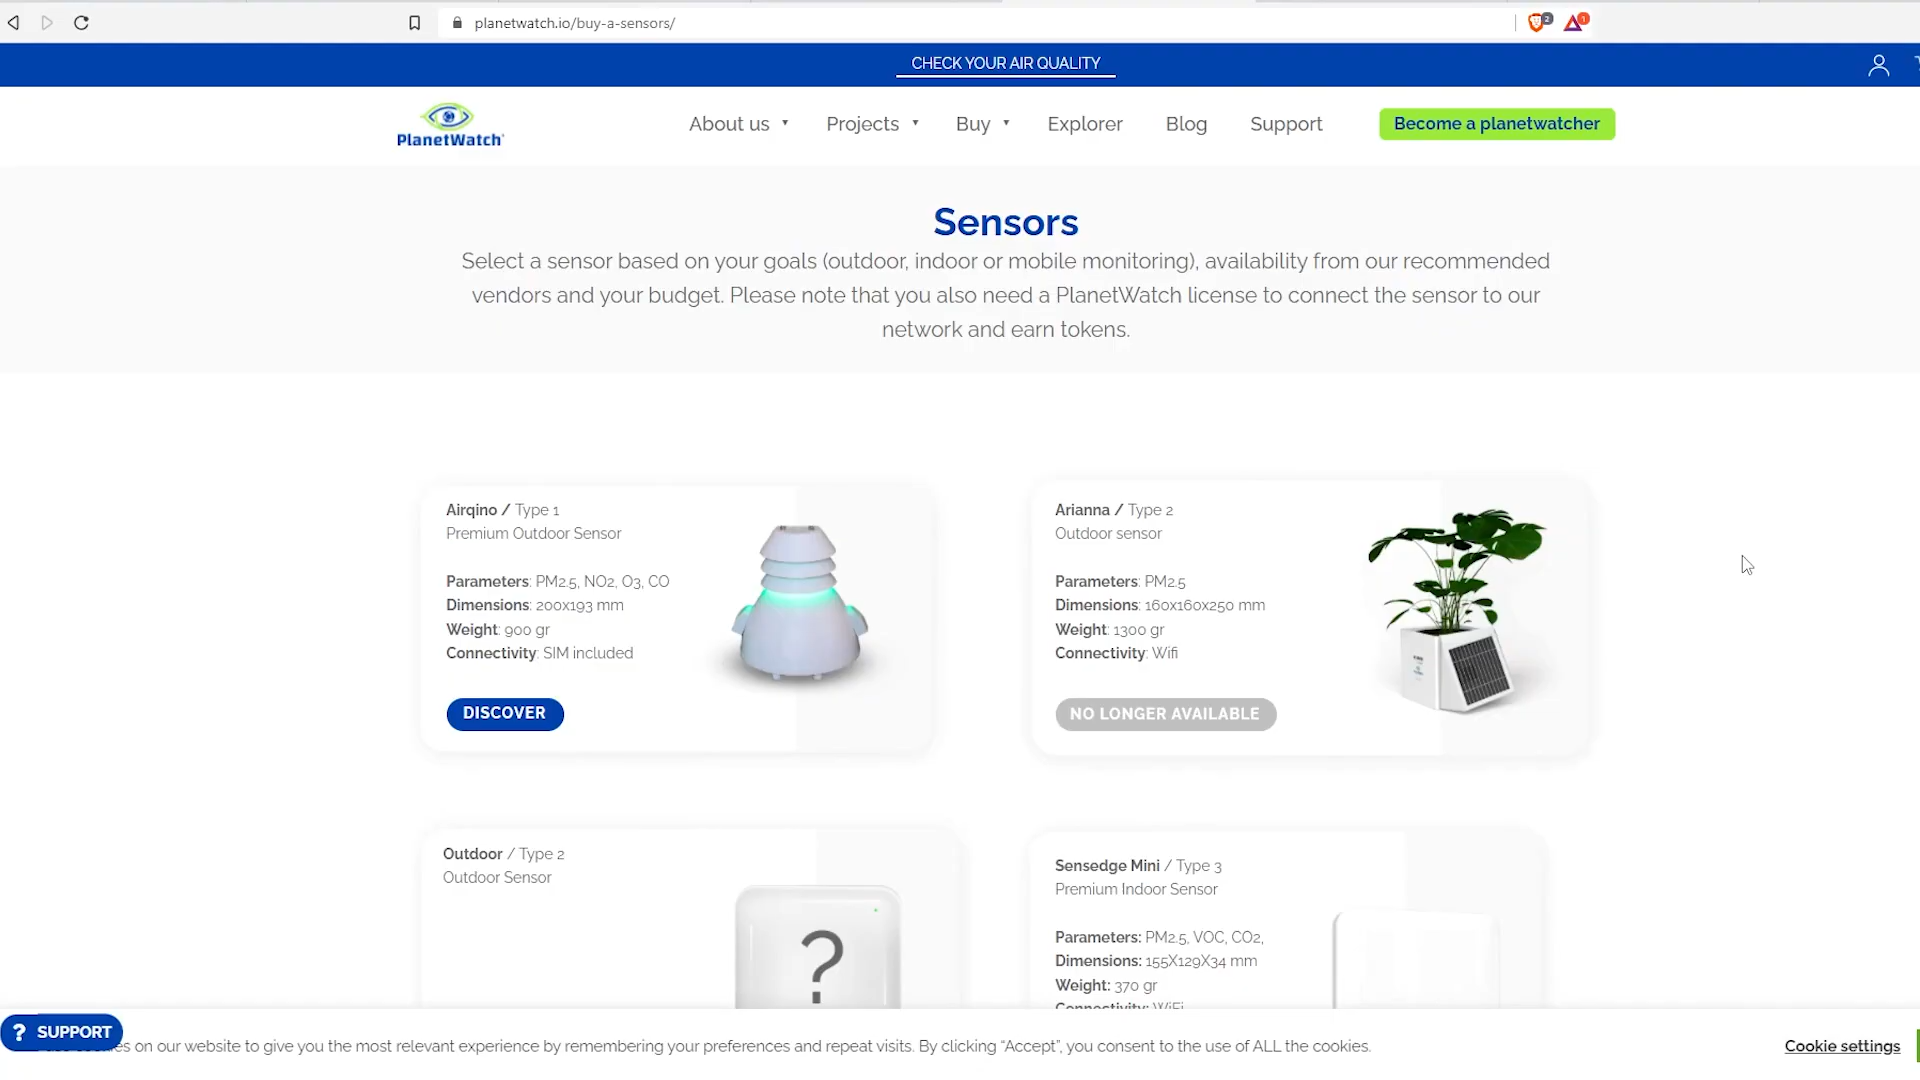 planetwatch.io/buy-a-sensors/
2
1
CHECK YOUR AIR QUALITY
PlanetWatch
About us
Projects
Buy
Explorer
Blog
Support
Become a planetwatcher
Sensors
Select a sensor based on your goals (outdoor, indoor or mobile monitoring), availability from our recommended
vendors and your budget. Please note that you also need a PlanetWatch license to connect the sensor to our
network and earn tokens.
Airqino / Type 1
Premium Outdoor Sensor
Parameters: PM2.5, NO2, O3, CO
Dimensions: 200x193 mm
Weight: 900 gr
Connectivity: SIM included
DISCOVER
Arianna / Type 2
Outdoor sensor
Parameters: PM2.5
Dimensions: 160x160x250 mm
Weight: 1300 gr
Connectivity: Wifi
NO LONGER AVAILABLE
Outdoor / Type 2
Outdoor Sensor
?
Sensedge Mini / Type 3
Premium Indoor Sensor
Parameters: PM2.5, VOC, CO2,
Dimensions: 155X129X34 mm
Weight: 370 gr
Connectivity: WiFi
? SUPPORT
on our website to give you the most relevant experience by remembering your preferences and repeat visits. By clicking “Accept”, you consent to the use of ALL the cookies.
Cookie settings